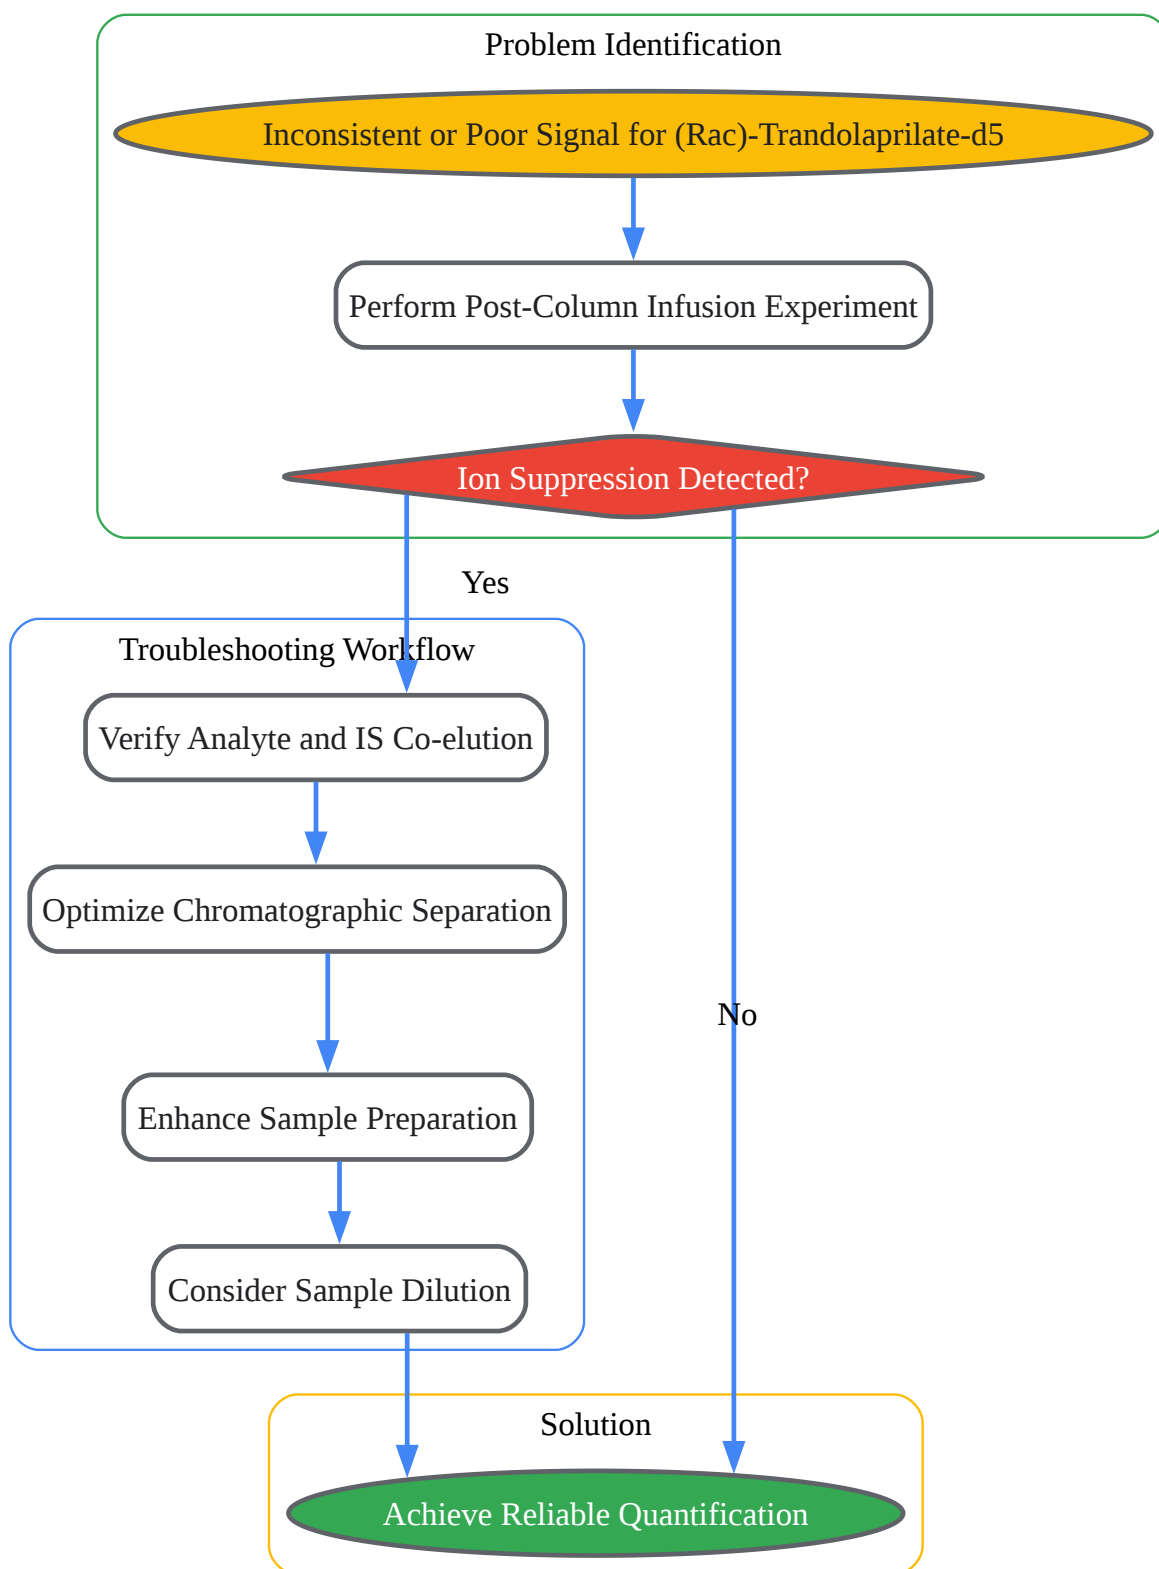 Problem Identification
Inconsistent or Poor Signal for (Rac)-Trandolaprilate-d5
Perform Post-Column Infusion Experiment
Ion Suppression Detected?
Yes
Troubleshooting Workflow
Verify Analyte and IS Co-elution
Optimize Chromatographic Separation
No
Enhance Sample Preparation
Consider Sample Dilution
Solution
Achieve Reliable Quantification